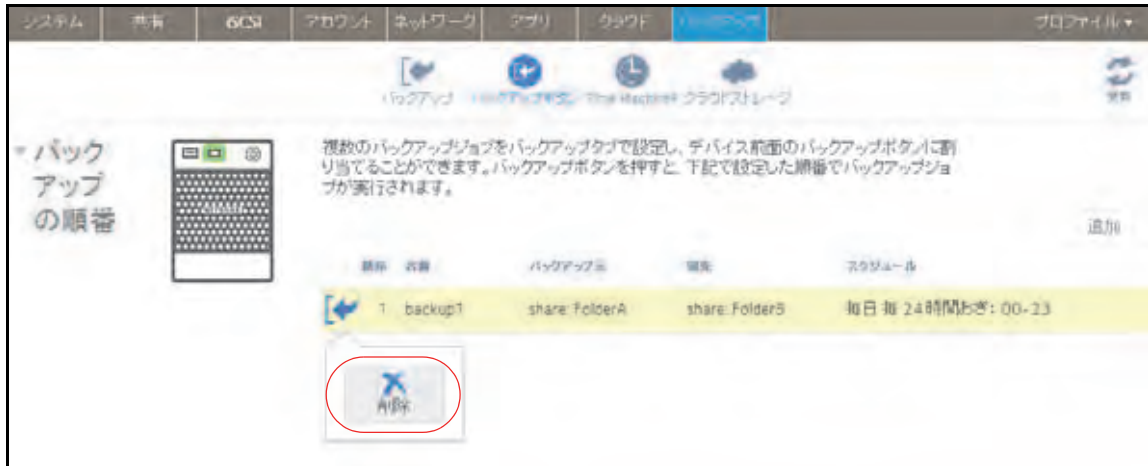 システム 共有 iSCSI アカウント ネットワーク アプリ クラウド バックアップ プロファイル▼
バックアップ バックアップボタン Time Machine クラウドストレージ 更新
バック
アップ
の順番
複数のバックアップジョブをバックアップタブで設定し、デバイス前面のバックアップボタンに割
り当てることができます。バックアップボタンを押すと、下記で設定した順番でバックアップジョ
ブが実行されます。
追加
順序 名前 バックアップ元 宛先 スケジュール
1 backup1 share: FolderA share: FolderB 毎日 毎 24時間おき: 00-23
削除